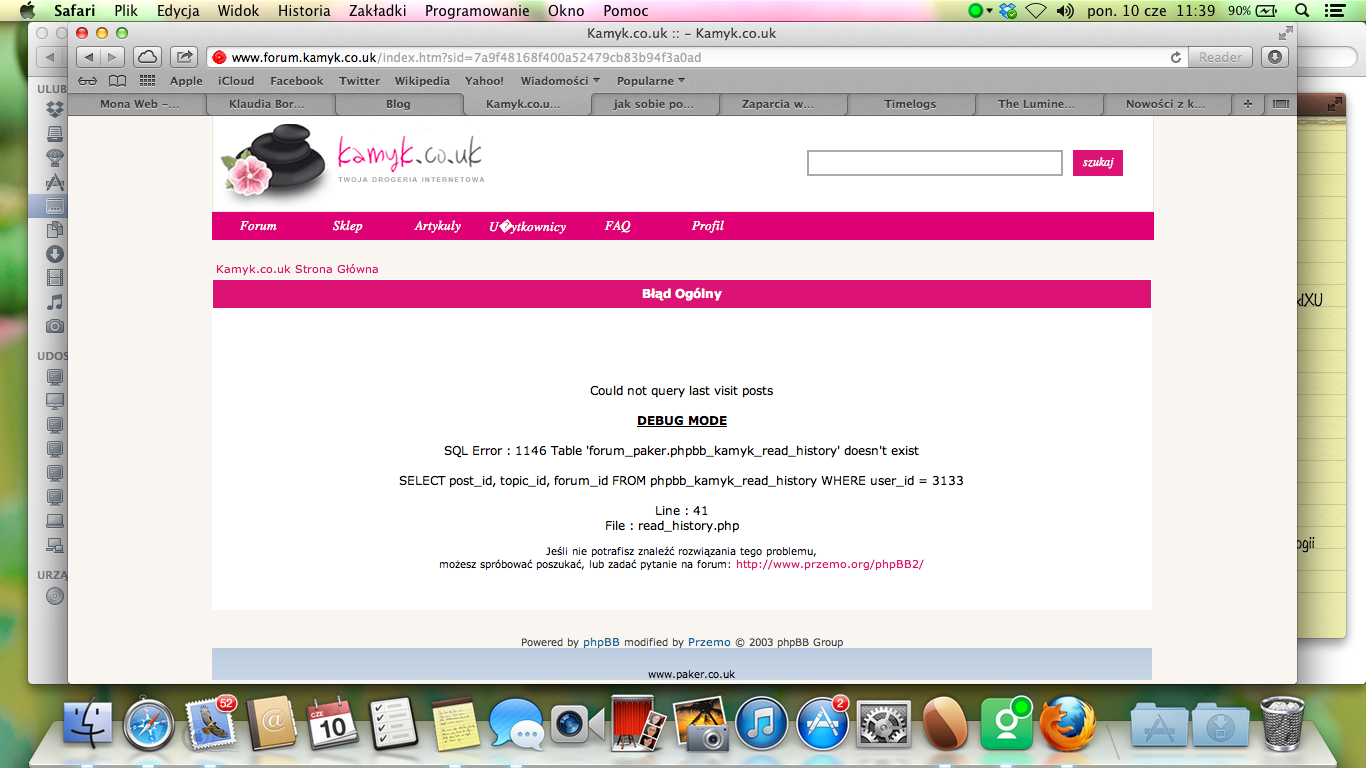 Safari Plik Edycja Widok Historia Zakładki Programowanie Okno Pomoc pon. 10 cze 11:39 90%
Kamyk.co.uk :: – Kamyk.co.uk
www.forum.kamyk.co.uk/index.htm?sid=7a9f48168f400a52479cb83b94f3a0ad Reader
Apple iCloud Facebook Twitter Wikipedia Yahoo! Wiadomości Popularne
ULUB
Mona Web –... Klaudia Bor... Blog Kamyk.co.u... jak sobie po... Zaparcia w... Timelogs The Lumine... Nowości z k...
kamyk.co.uk
TWOJA DROGERIA INTERNETOWA
szukaj
Forum Sklep Artykuly U�ytkownicy FAQ Profil
Kamyk.co.uk Strona Główna
Błąd Ogólny
Could not query last visit posts
DEBUG MODE
SQL Error : 1146 Table 'forum_paker.phpbb_kamyk_read_history' doesn't exist
SELECT post_id, topic_id, forum_id FROM phpbb_kamyk_read_history WHERE user_id = 3133
Line : 41
File : read_history.php
Jeśli nie potrafisz znaleźć rozwiązania tego problemu,
możesz spróbować poszukać, lub zadać pytanie na forum: http://www.przemo.org/phpBB2/
UDOS
URZĄ
Powered by phpBB modified by Przemo © 2003 phpBB Group
www.paker.co.uk
52
CZE
10
2